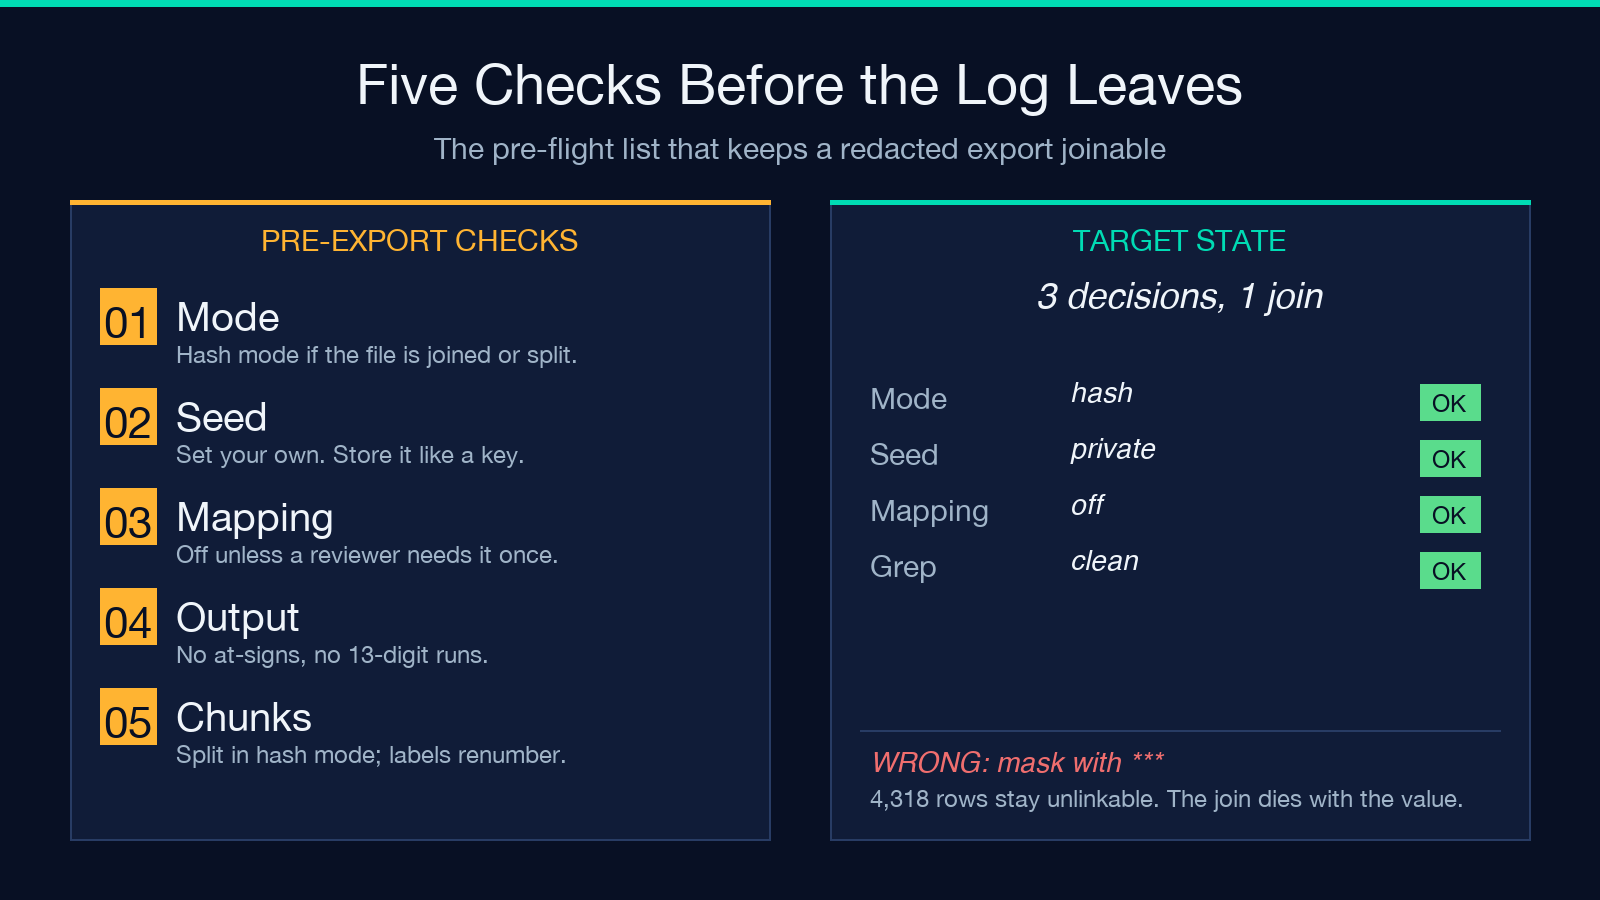 Five Checks Before the Log Leaves
The pre-flight list that keeps a redacted export joinable
PRE-EXPORT CHECKS
01 Mode
Hash mode if the file is joined or split.
02 Seed
Set your own. Store it like a key.
03 Mapping
Off unless a reviewer needs it once.
04 Output
No at-signs, no 13-digit runs.
05 Chunks
Split in hash mode; labels renumber.
TARGET STATE
3 decisions, 1 join
Mode hash OK
Seed private OK
Mapping off OK
Grep clean OK
WRONG: mask with ***
4,318 rows stay unlinkable. The join dies with the value.